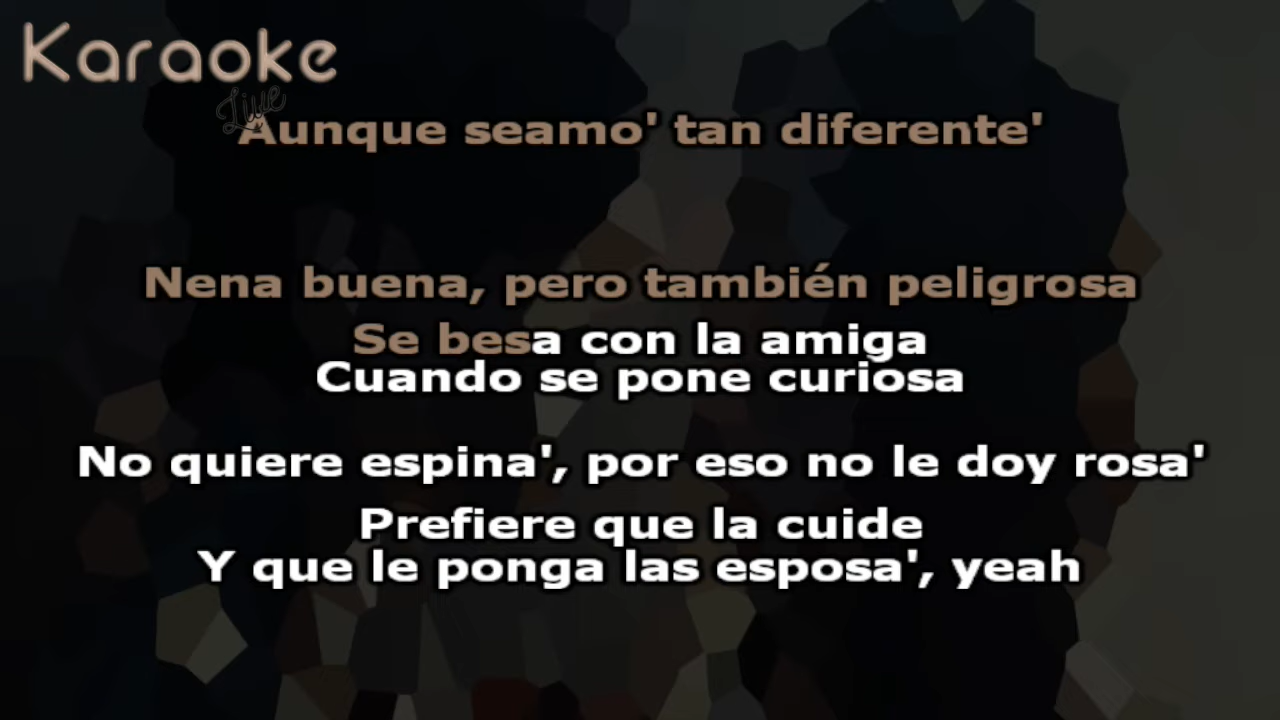 Karaoke
Live
Aunque seamo' tan diferente'
Nena buena, pero también peligrosa
Se besa con la amiga
Cuando se pone curiosa
No quiere espina', por eso no le doy rosa'
Prefiere que la cuide
Y que le ponga las esposa', yeah